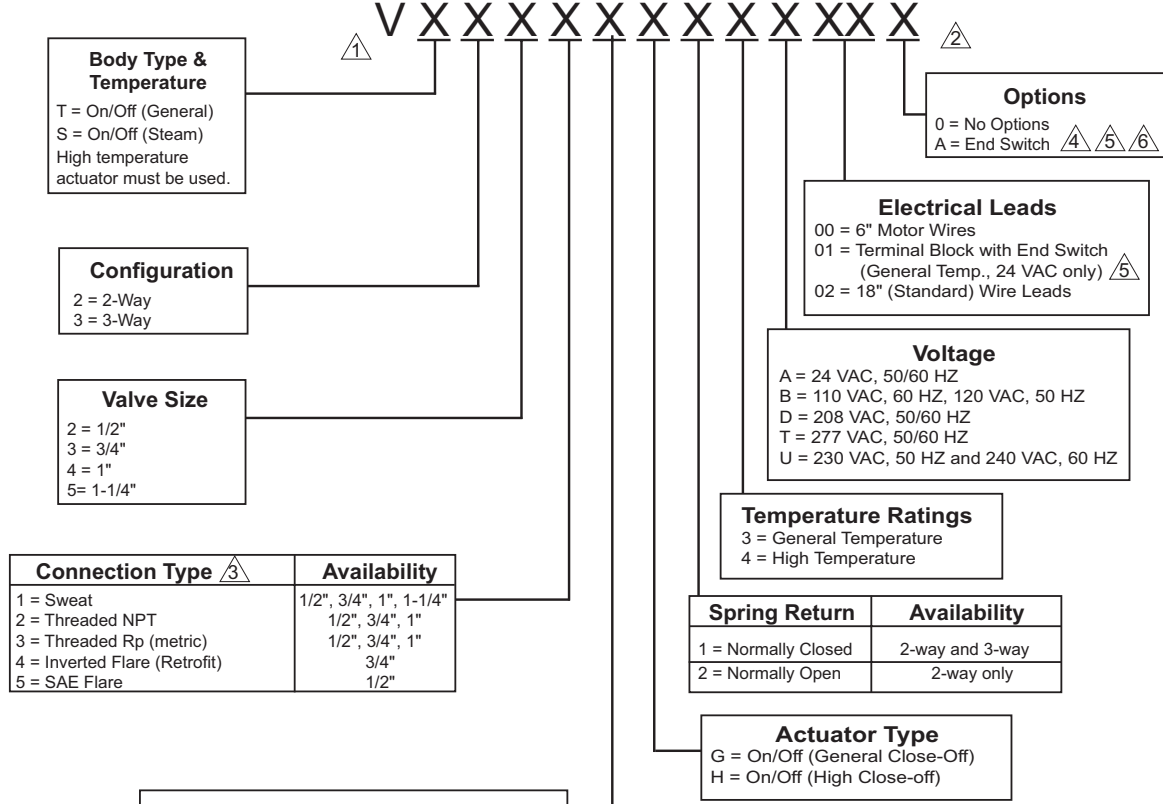 V X X X X X X X X X XX X
1
2
Body Type &
Temperature
T = On/Off (General)
S = On/Off (Steam)
High temperature
actuator must be used.
Options
0 = No Options
A = End Switch 4 5 6
Electrical Leads
00 = 6" Motor Wires
01 = Terminal Block with End Switch
(General Temp., 24 VAC only) 5
02 = 18" (Standard) Wire Leads
Configuration
2 = 2-Way
3 = 3-Way
Voltage
A = 24 VAC, 50/60 HZ
B = 110 VAC, 60 HZ, 120 VAC, 50 HZ
D = 208 VAC, 50/60 HZ
T = 277 VAC, 50/60 HZ
U = 230 VAC, 50 HZ and 240 VAC, 60 HZ
Valve Size
2 = 1/2"
3 = 3/4"
4 = 1"
5= 1-1/4"
Temperature Ratings
3 = General Temperature
4 = High Temperature
Connection Type 3 Availability
1 = Sweat 1/2", 3/4", 1", 1-1/4"
2 = Threaded NPT 1/2", 3/4", 1"
3 = Threaded Rp (metric) 1/2", 3/4", 1"
4 = Inverted Flare (Retrofit) 3/4"
5 = SAE Flare 1/2"
Spring Return Availability
1 = Normally Closed 2-way and 3-way
2 = Normally Open 2-way only
Actuator Type
G = On/Off (General Close-Off)
H = On/Off (High Close-off)